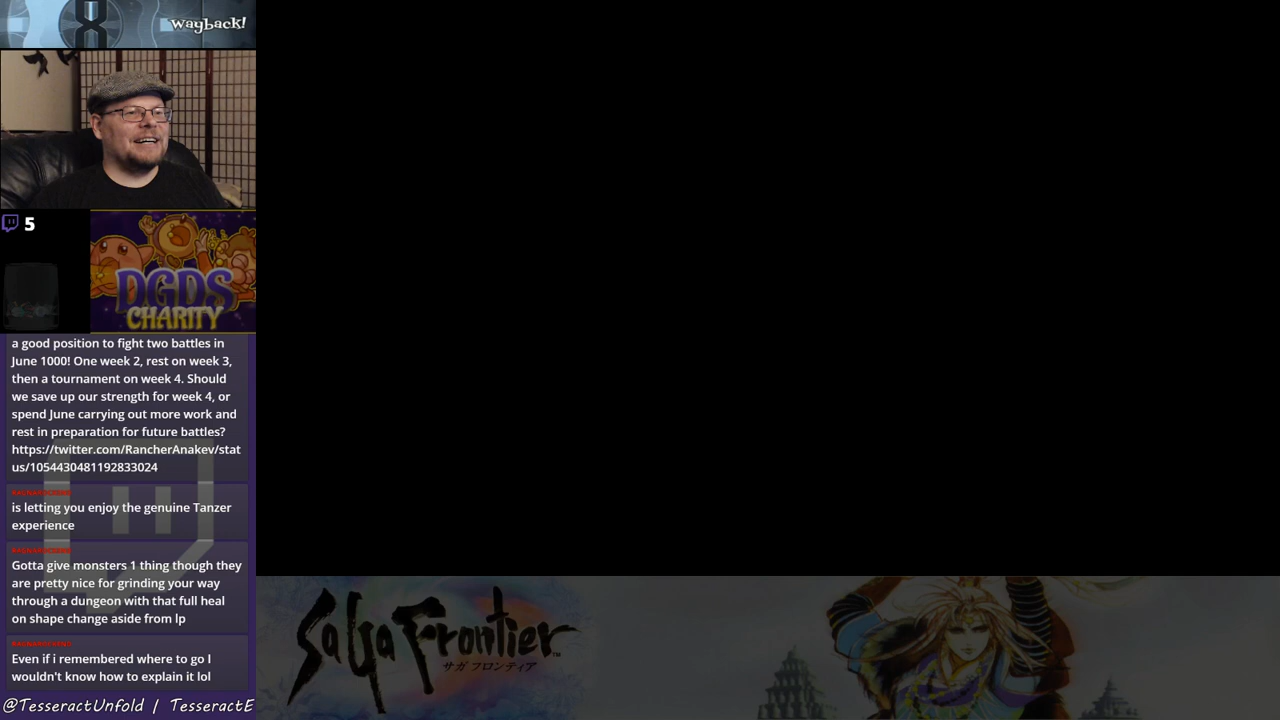 wayback!
5
DGDS
CHARITY
a good position to fight two battles in
June 1000! One week 2, rest on week 3,
then a tournament on week 4. Should
we save up our strength for week 4, or
spend June carrying out more work and
rest in preparation for future battles?
https://twitter.com/RancherAnakev/stat
us/1054430481192833024
is letting you enjoy the genuine Tanzer
experience
Gotta give monsters 1 thing though they
are pretty nice for grinding your way
through a dungeon with that full heal
on shape change aside from lp
Even if i remembered where to go I
wouldn't know how to explain it lol
@TesseractUnfold / TesseractE
SaGa Frontier™
サガ フロンティア